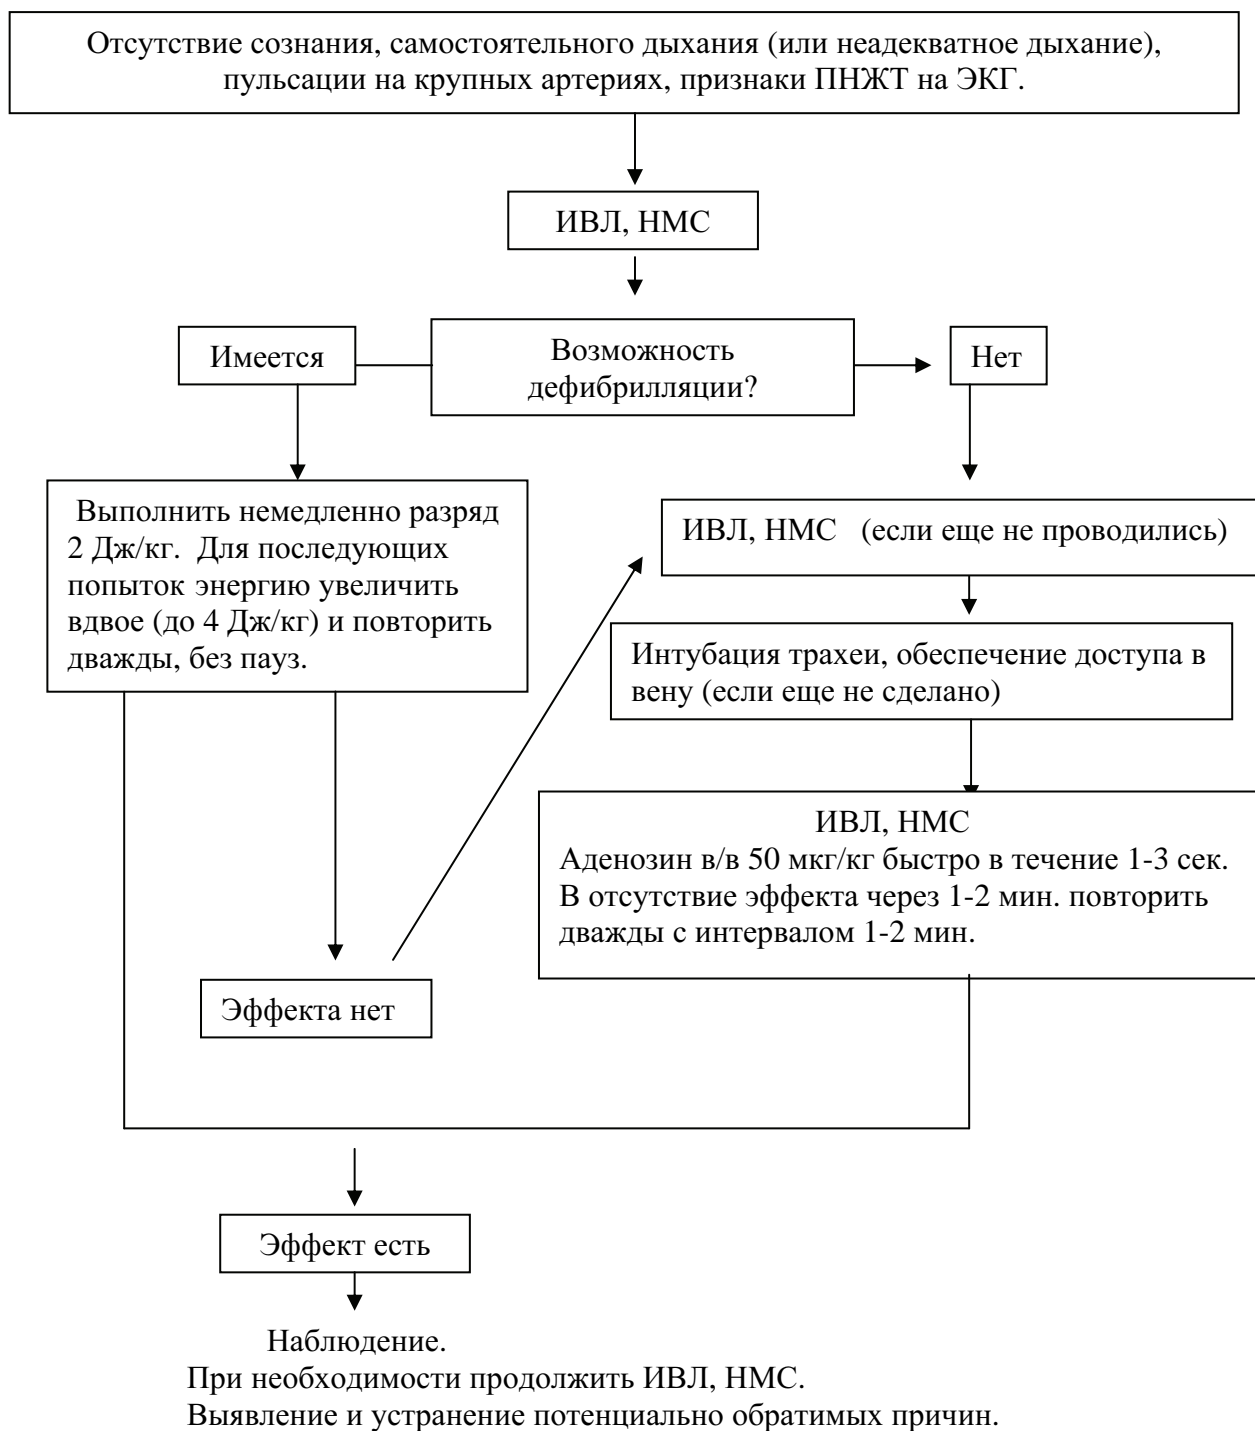 Отсутствие сознания, самостоятельного дыхания (или неадекватное дыхание),
пульсации на крупных артериях, признаки ПНЖТ на ЭКГ.
ИВЛ, НМС
Имеется
Возможность
дефибрилляции?
Нет
Выполнить немедленно разряд
2 Дж/кг. Для последующих
попыток энергию увеличить
вдвое (до 4 Дж/кг) и повторить
дважды, без пауз.
ИВЛ, НМС (если еще не проводились)
Интубация трахеи, обеспечение доступа в
вену (если еще не сделано)
ИВЛ, НМС
Аденозин в/в 50 мкг/кг быстро в течение 1-3 сек.
В отсутствие эффекта через 1-2 мин. повторить
дважды с интервалом 1-2 мин.
Эффекта нет
Эффект есть
Наблюдение.
При необходимости продолжить ИВЛ, НМС.
Выявление и устранение потенциально обратимых причин.